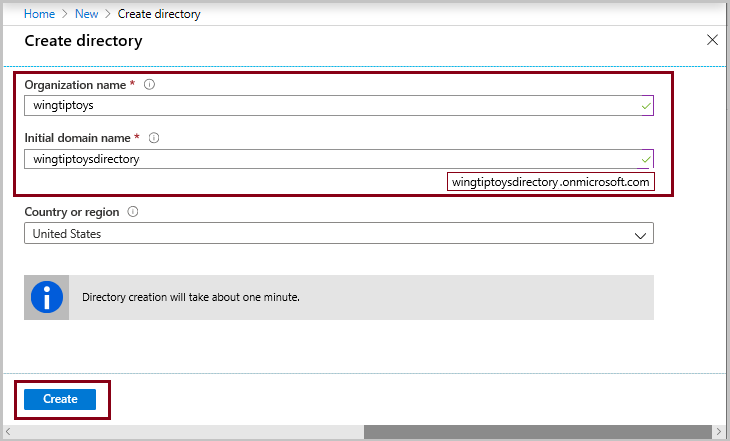 Home > New > Create directory
Create directory
Organization name *
wingtiptoys
Initial domain name *
wingtiptoysdirectory
wingtiptoysdirectory.onmicrosoft.com
Country or region
United States
Directory creation will take about one minute.
Create